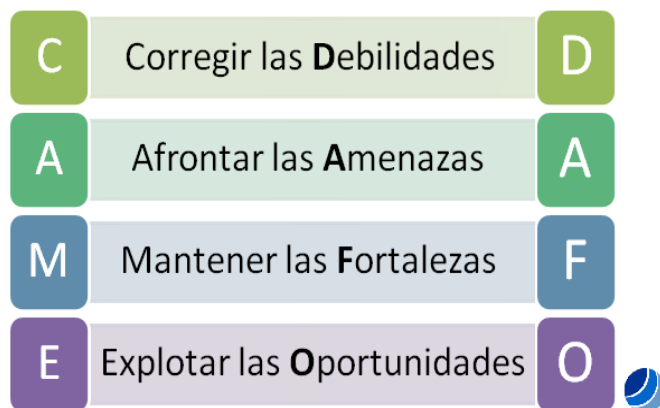 C Corregir las Debilidades D
A Afrontar las Amenazas A
M Mantener las Fortalezas F
E Explotar las Oportunidades O